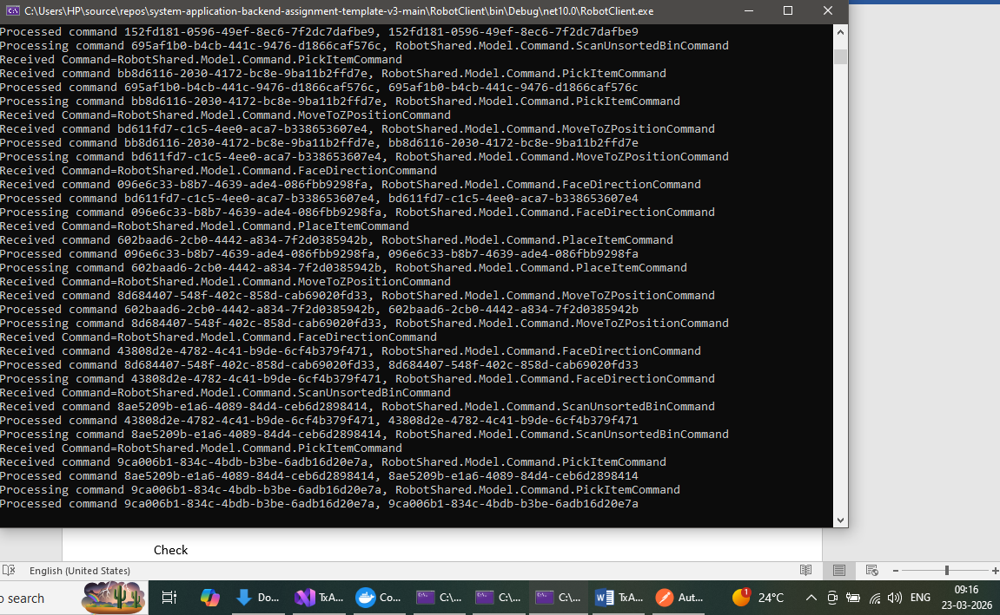 C:\Users\HP\source\repos\system-application-backend-assignment-template-v3-main\RobotClient\bin\Debug\net10.0\RobotClient.exe
Processed command 152fd181-0596-49ef-8ec6-7f2dc7dafbe9, 152fd181-0596-49ef-8ec6-7f2dc7dafbe9
Processing command 695af1b0-b4cb-441c-9476-d1866caf576c, RobotShared.Model.Command.ScanUnsortedBinCommand
Received Command=RobotShared.Model.Command.PickItemCommand
Received command bb8d6116-2030-4172-bc8e-9ba11b2ffd7e, RobotShared.Model.Command.PickItemCommand
Processed command 695af1b0-b4cb-441c-9476-d1866caf576c, 695af1b0-b4cb-441c-9476-d1866caf576c
Processing command bb8d6116-2030-4172-bc8e-9ba11b2ffd7e, RobotShared.Model.Command.PickItemCommand
Received Command=RobotShared.Model.Command.MoveToZPositionCommand
Received command bd611fd7-c1c5-4ee0-aca7-b338653607e4, RobotShared.Model.Command.MoveToZPositionCommand
Processed command bb8d6116-2030-4172-bc8e-9ba11b2ffd7e, bb8d6116-2030-4172-bc8e-9ba11b2ffd7e
Processing command bd611fd7-c1c5-4ee0-aca7-b338653607e4, RobotShared.Model.Command.MoveToZPositionCommand
Received Command=RobotShared.Model.Command.FaceDirectionCommand
Received command 096e6c33-b8b7-4639-ade4-086fbb9298fa, RobotShared.Model.Command.FaceDirectionCommand
Processed command bd611fd7-c1c5-4ee0-aca7-b338653607e4, bd611fd7-c1c5-4ee0-aca7-b338653607e4
Processing command 096e6c33-b8b7-4639-ade4-086fbb9298fa, RobotShared.Model.Command.FaceDirectionCommand
Received Command=RobotShared.Model.Command.PlaceItemCommand
Received command 602baad6-2cb0-4442-a834-7f2d0385942b, RobotShared.Model.Command.PlaceItemCommand
Processed command 096e6c33-b8b7-4639-ade4-086fbb9298fa, 096e6c33-b8b7-4639-ade4-086fbb9298fa
Processing command 602baad6-2cb0-4442-a834-7f2d0385942b, RobotShared.Model.Command.PlaceItemCommand
Received Command=RobotShared.Model.Command.MoveToZPositionCommand
Received command 8d684407-548f-402c-858d-cab69020fd33, RobotShared.Model.Command.MoveToZPositionCommand
Processed command 602baad6-2cb0-4442-a834-7f2d0385942b, 602baad6-2cb0-4442-a834-7f2d0385942b
Processing command 8d684407-548f-402c-858d-cab69020fd33, RobotShared.Model.Command.MoveToZPositionCommand
Received Command=RobotShared.Model.Command.FaceDirectionCommand
Received command 43808d2e-4782-4c41-b9de-6cf4b379f471, RobotShared.Model.Command.FaceDirectionCommand
Processed command 8d684407-548f-402c-858d-cab69020fd33, 8d684407-548f-402c-858d-cab69020fd33
Processing command 43808d2e-4782-4c41-b9de-6cf4b379f471, RobotShared.Model.Command.FaceDirectionCommand
Received Command=RobotShared.Model.Command.ScanUnsortedBinCommand
Received command 8ae5209b-e1a6-4089-84d4-ceb6d2898414, RobotShared.Model.Command.ScanUnsortedBinCommand
Processed command 43808d2e-4782-4c41-b9de-6cf4b379f471, 43808d2e-4782-4c41-b9de-6cf4b379f471
Processing command 8ae5209b-e1a6-4089-84d4-ceb6d2898414, RobotShared.Model.Command.ScanUnsortedBinCommand
Received Command=RobotShared.Model.Command.PickItemCommand
Received command 9ca006b1-834c-4bdb-b3be-6adb16d20e7a, RobotShared.Model.Command.PickItemCommand
Processed command 8ae5209b-e1a6-4089-84d4-ceb6d2898414, 8ae5209b-e1a6-4089-84d4-ceb6d2898414
Processing command 9ca006b1-834c-4bdb-b3be-6adb16d20e7a, RobotShared.Model.Command.PickItemCommand
Processed command 9ca006b1-834c-4bdb-b3be-6adb16d20e7a, 9ca006b1-834c-4bdb-b3be-6adb16d20e7a
Check
English (United States)
o search Do... TxA... Co... C:\... C:\... C:\... TxA... Aut... 1 24°C ENG 09:16
23-03-2026